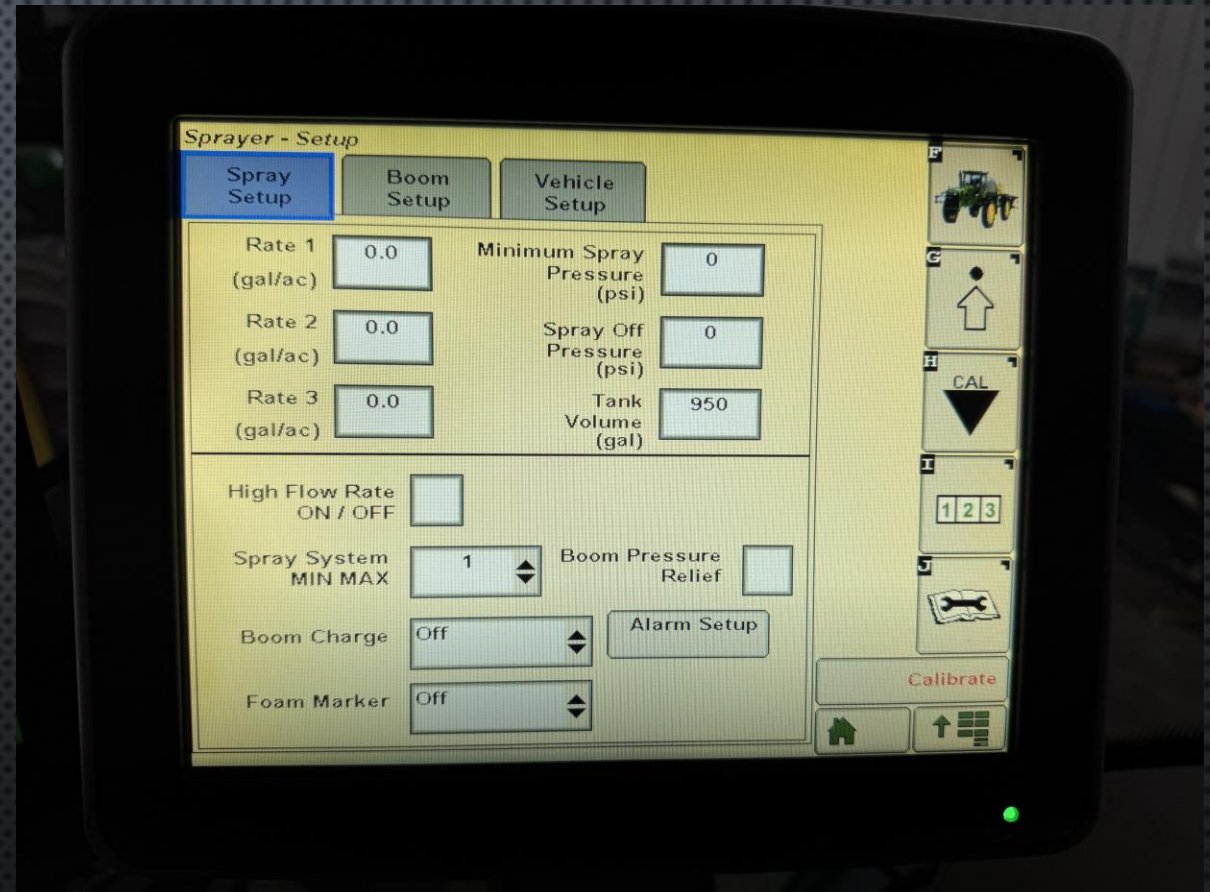 Sprayer - Setup
Spray
Setup
Boom
Setup
Vehicle
Setup
Rate 1
(gal/ac)
0.0
Minimum Spray
Pressure
(psi)
0
Rate 2
(gal/ac)
0.0
Spray Off
Pressure
(psi)
0
Rate 3
(gal/ac)
0.0
Tank
Volume
(gal)
950
High Flow Rate
ON / OFF
Spray System
MIN MAX
1
Boom Pressure
Relief
Boom Charge
Off
Alarm Setup
Foam Marker
Off
F
G
H
CAL
I
1 2 3
J
Calibrate